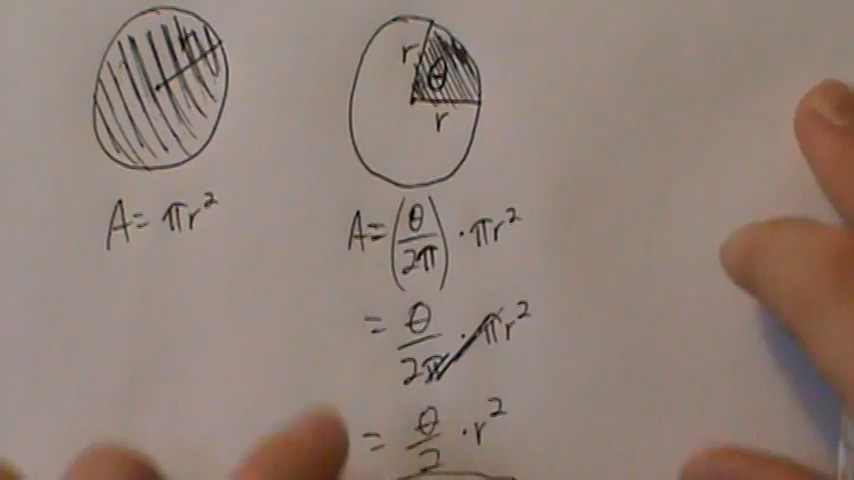 r
r
θ
r
A = πr²
A = (θ/2π) · πr²
= θ/2π · πr²
= θ/2 · r²